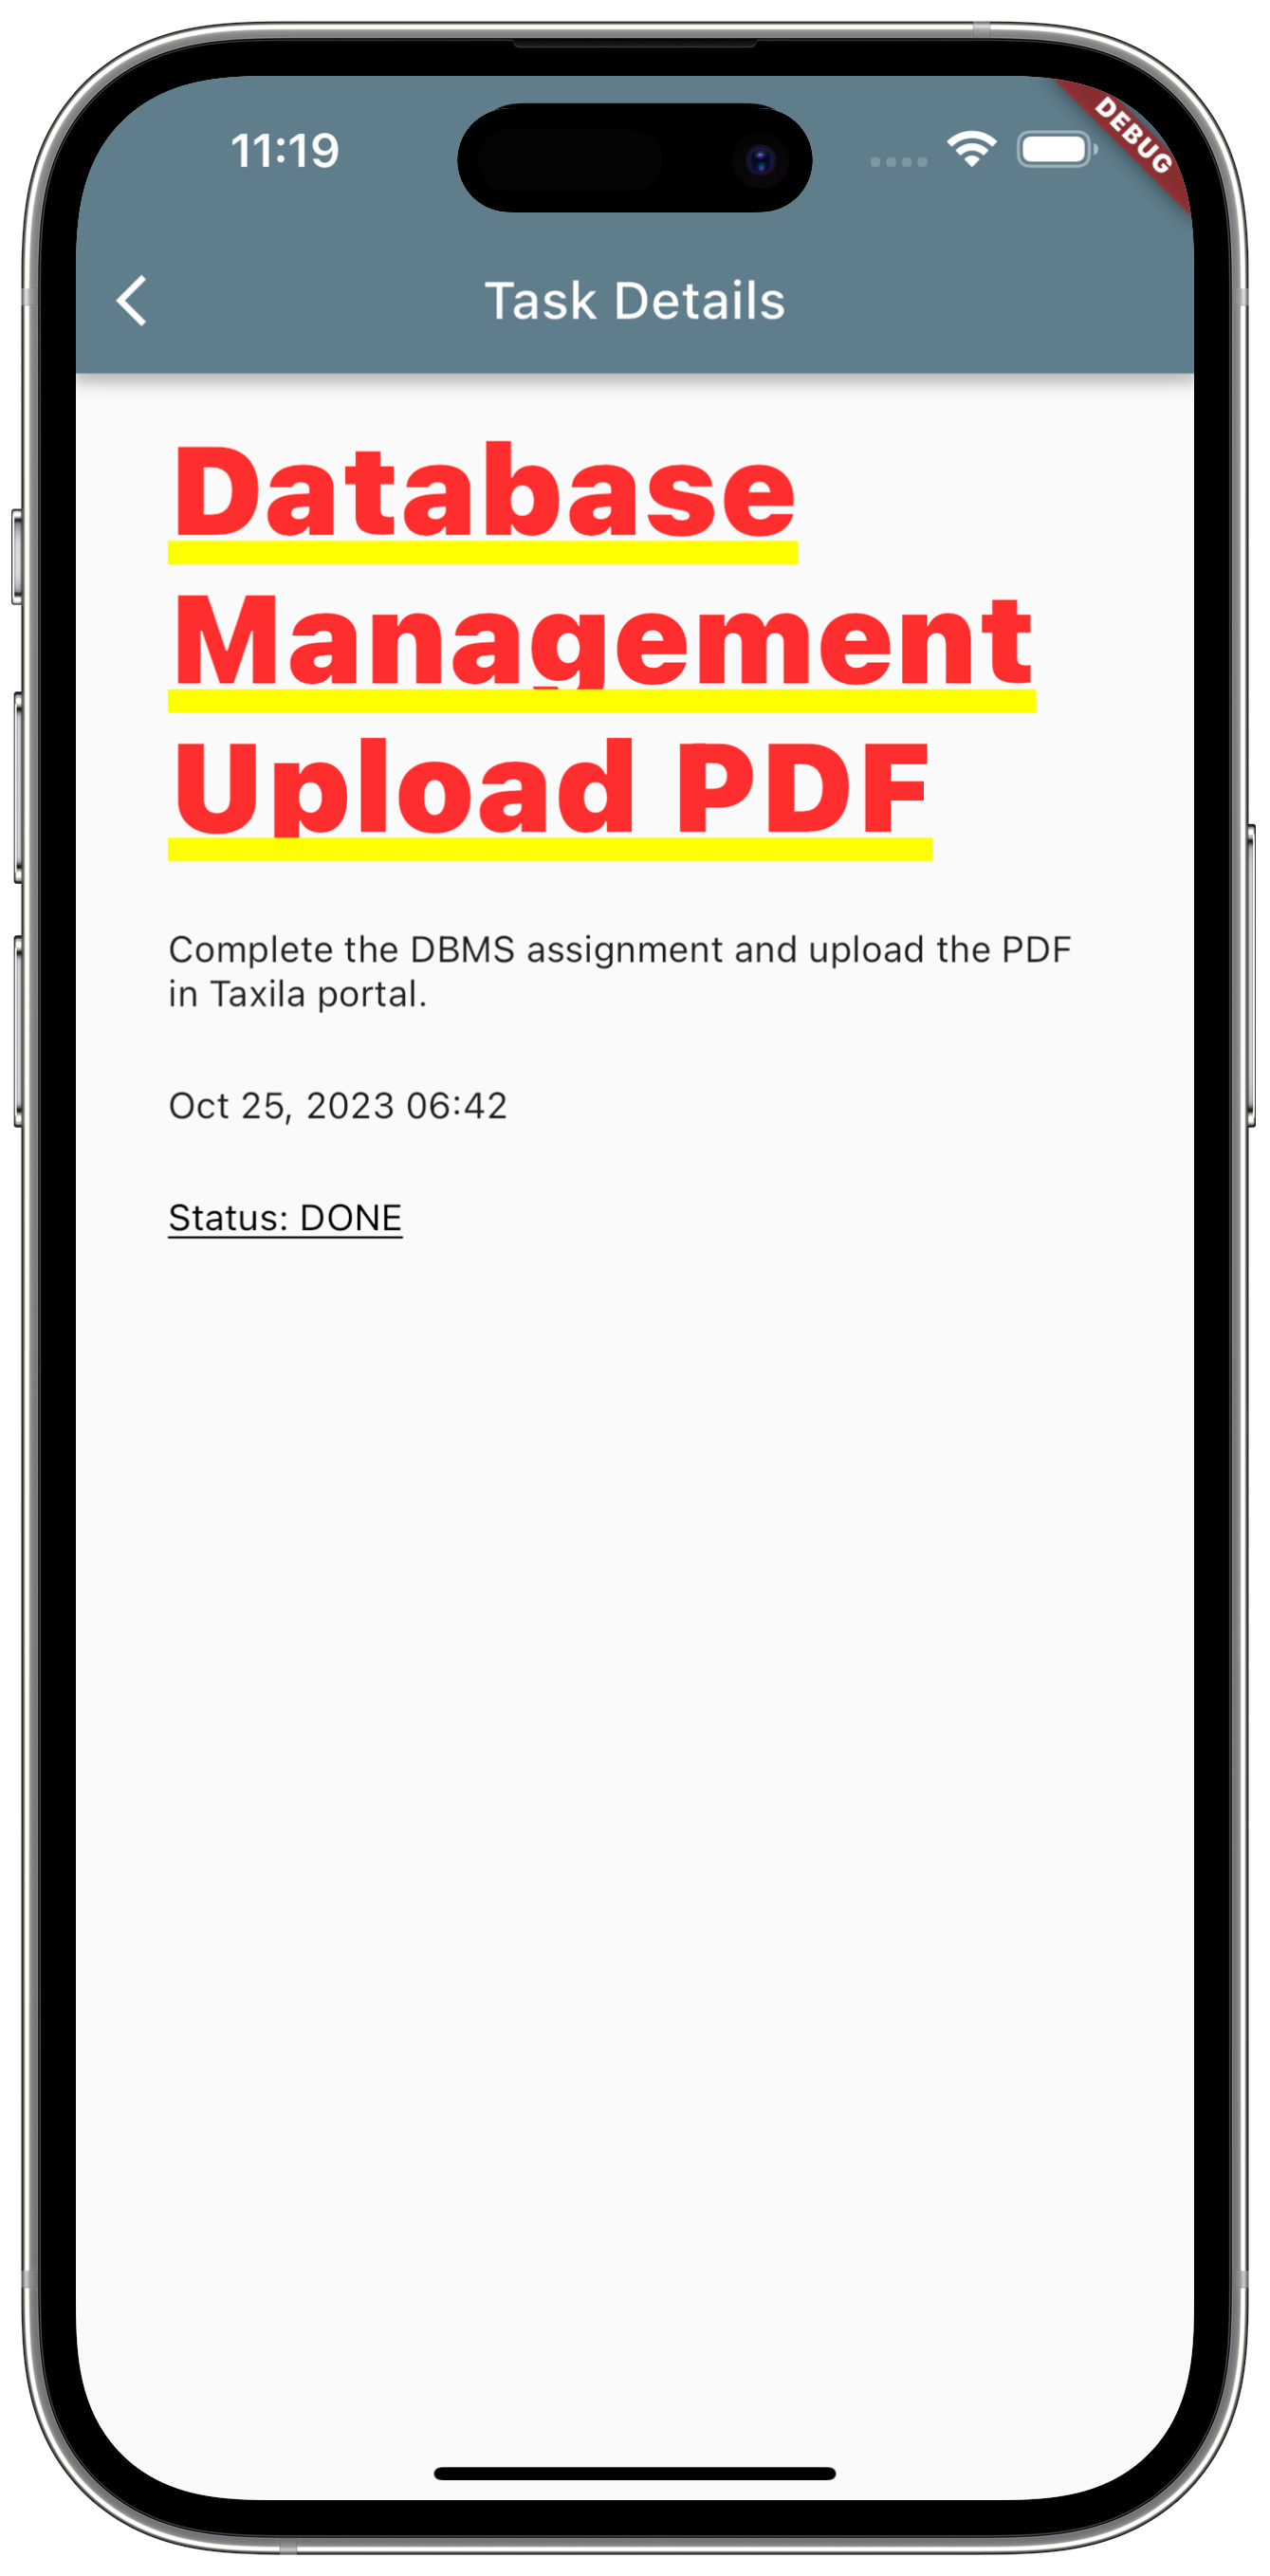 11:19
DEBUG
Task Details
Database
Management
Upload PDF
Complete the DBMS assignment and upload the PDF
in Taxila portal.
Oct 25, 2023 06:42
Status: DONE